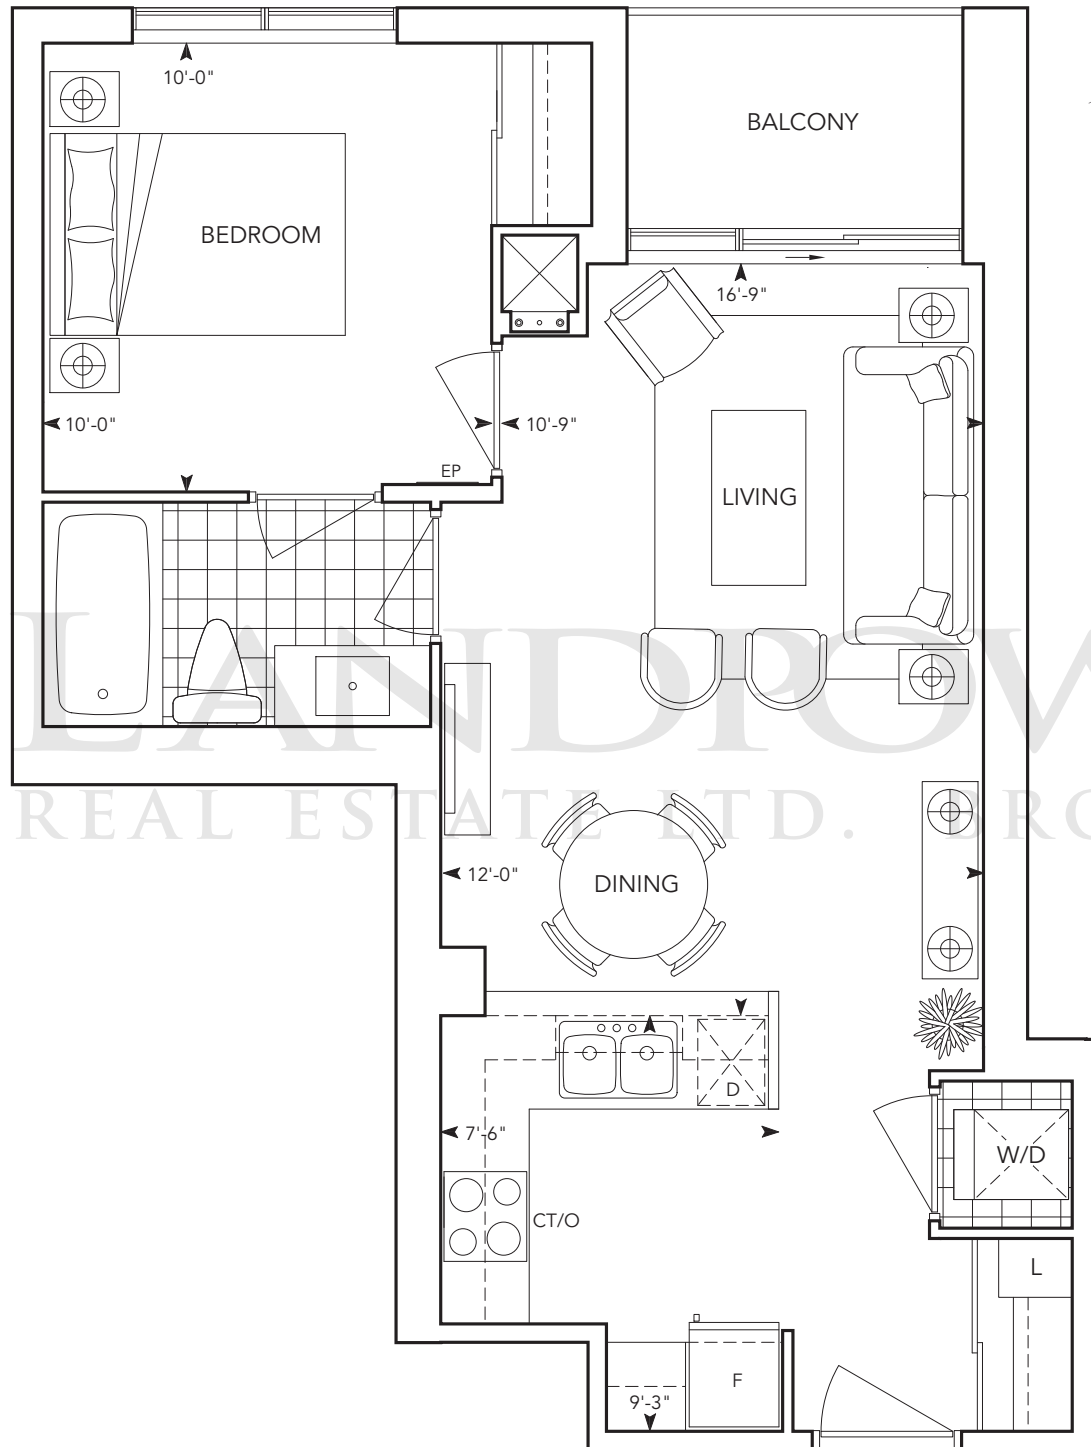 10'-0"
BALCONY
BEDROOM
16'-9"
10'-0"
10'-9"
EP
LIVING
LANDPOW
REAL ESTATE LTD. BRO
12'-0"
DINING
D
7'-6"
W/D
CT/O
L
F
9'-3"